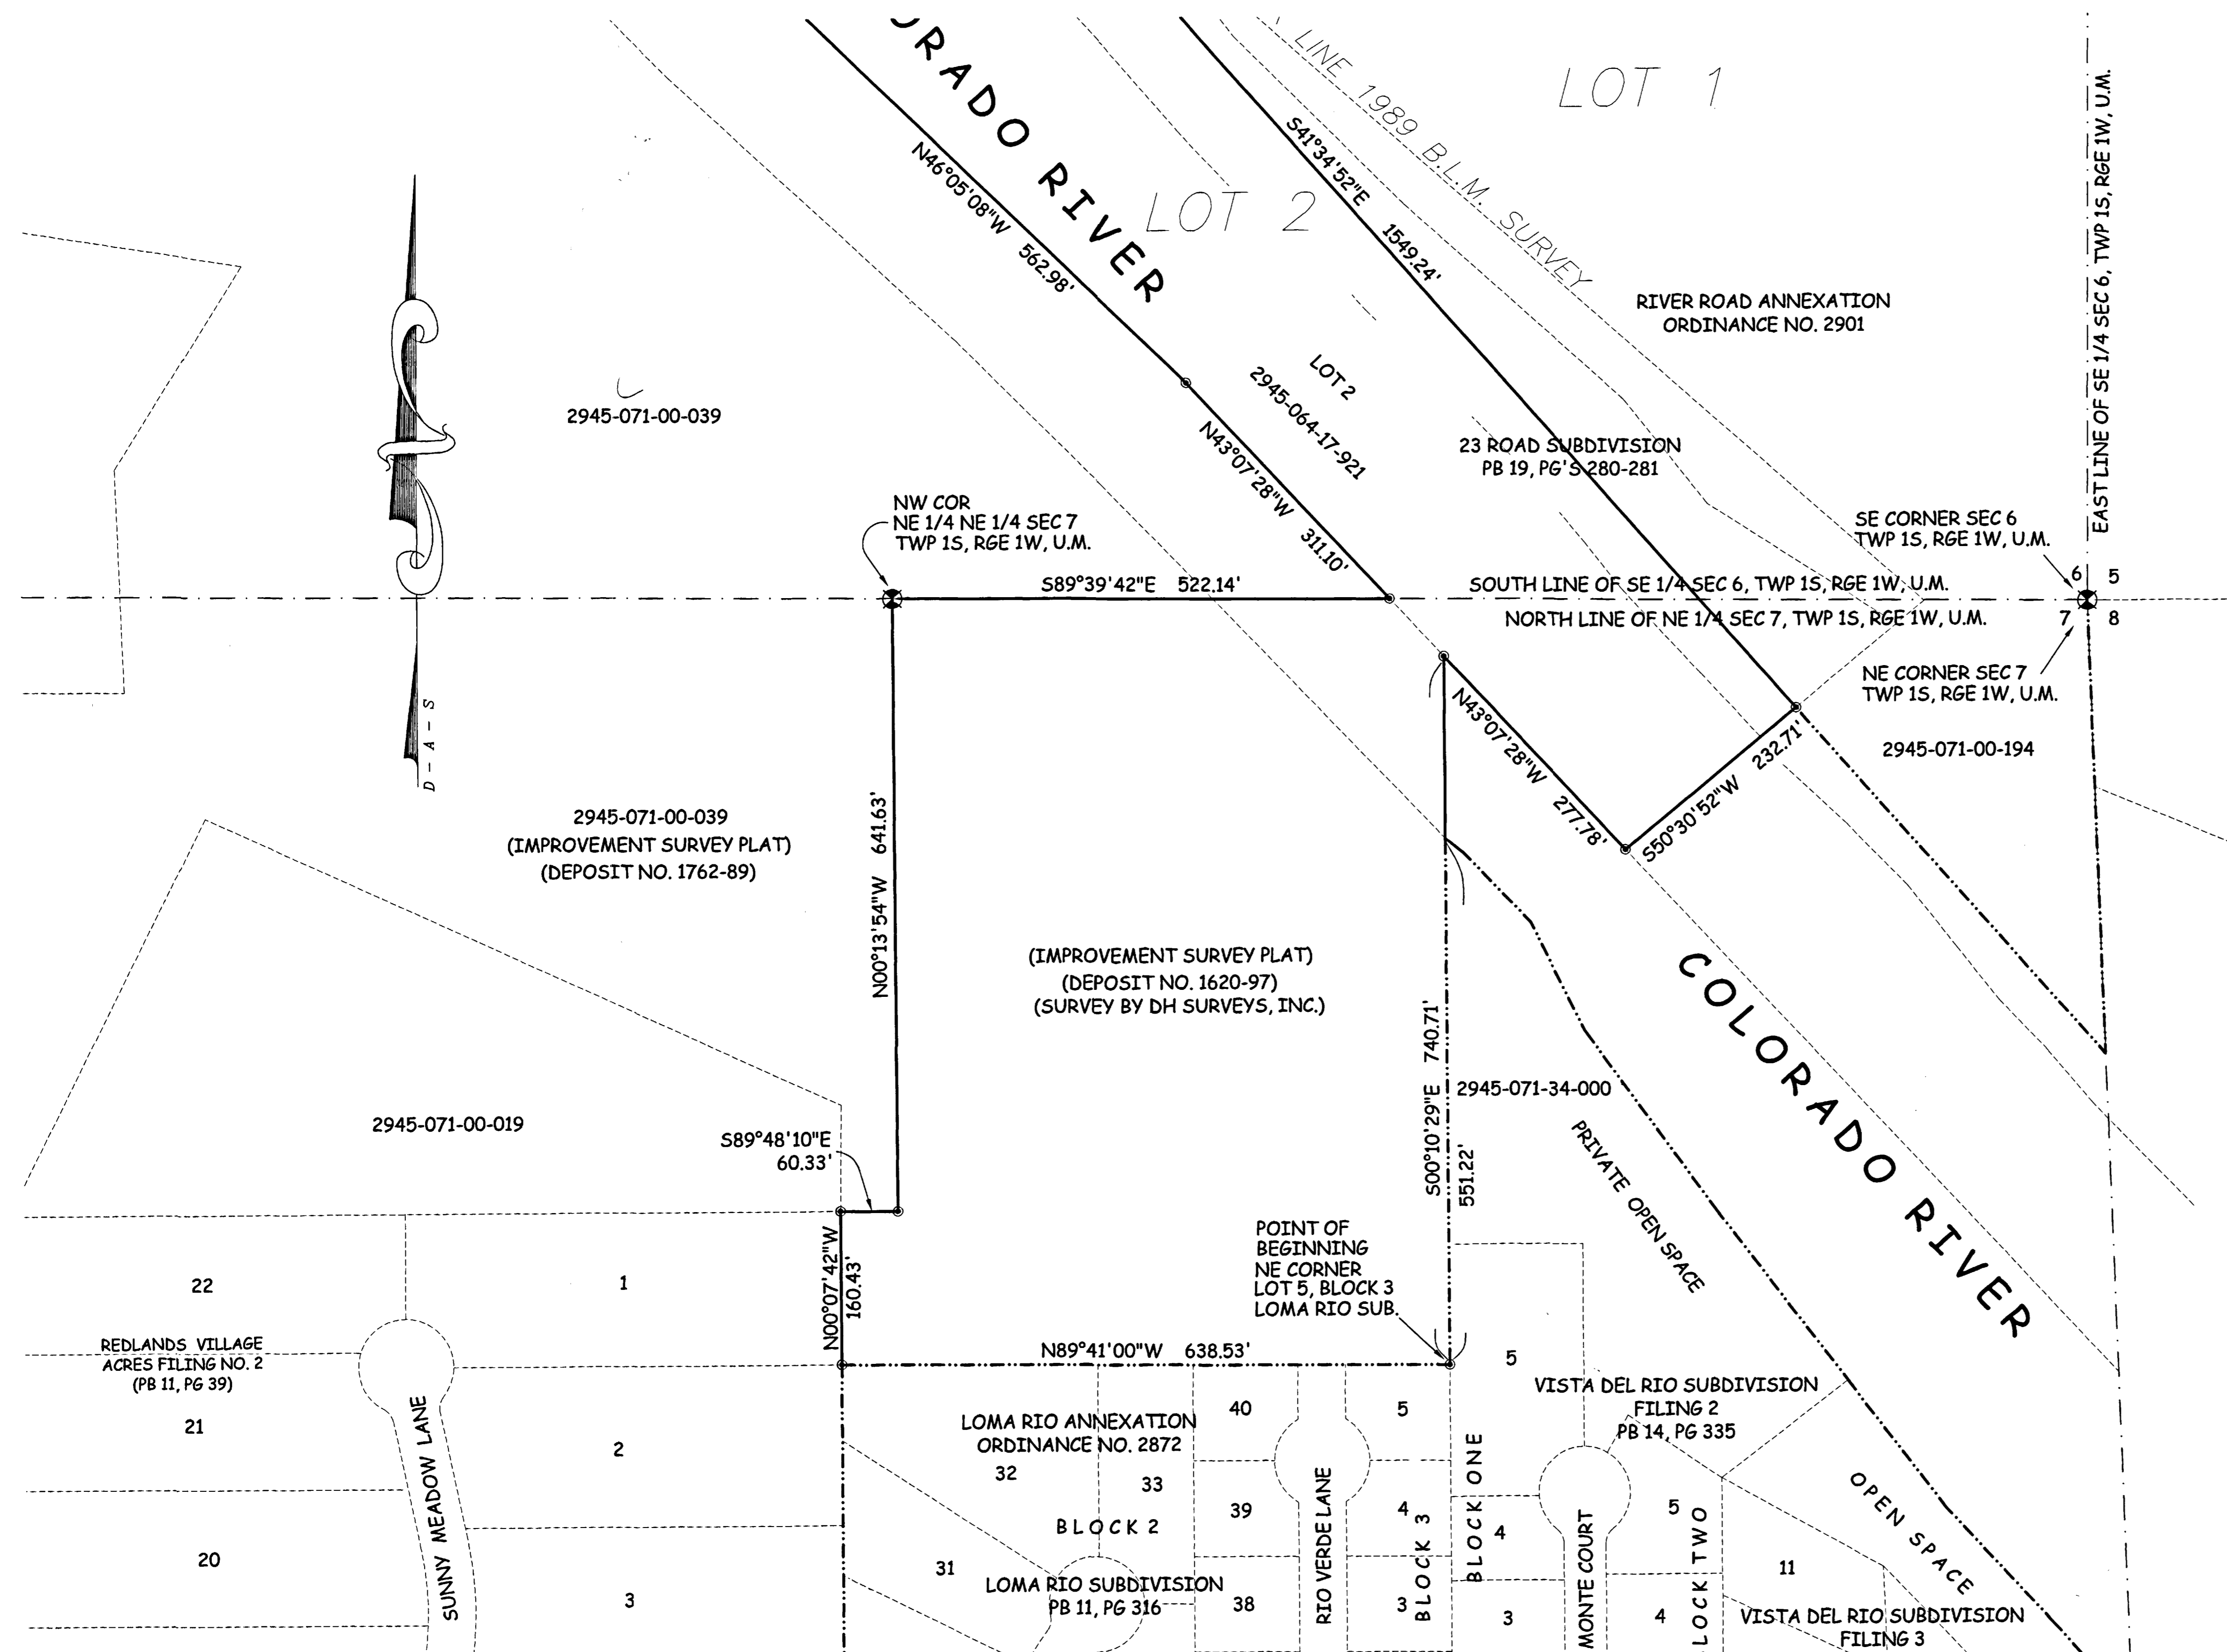 ORADO RIVER
LINE 1989 B.L.M. SURVEY
LOT 1
LOT 2
N46°05'08"W 562.98'
S41°34'52"E 1549.24'
RIVER ROAD ANNEXATION
ORDINANCE NO. 2901
EAST LINE OF SE 1/4 SEC 6, TWP 1S, RGE 1W, U.M.
2945-071-00-039
LOT 2
2945-064-17-921
N43°07'28"W 311.10'
23 ROAD SUBDIVISION
PB 19, PG'S 280-281
NW COR
NE 1/4 NE 1/4 SEC 7
TWP 1S, RGE 1W, U.M.
SE CORNER SEC 6
TWP 1S, RGE 1W, U.M.
S89°39'42"E 522.14'
SOUTH LINE OF SE 1/4 SEC 6, TWP 1S, RGE 1W, U.M.
6 5
NORTH LINE OF NE 1/4 SEC 7, TWP 1S, RGE 1W, U.M.
7 8
NE CORNER SEC 7
TWP 1S, RGE 1W, U.M.
D-A-S
N43°07'28"W 277.78'
S50°30'52"W 232.71'
2945-071-00-194
2945-071-00-039
(IMPROVEMENT SURVEY PLAT)
(DEPOSIT NO. 1762-89)
N00°13'54"W 641.63'
(IMPROVEMENT SURVEY PLAT)
(DEPOSIT NO. 1620-97)
(SURVEY BY DH SURVEYS, INC.)
COLORADO RIVER
S00°10'29"E 740.71'
551.22'
2945-071-34-000
PRIVATE OPEN SPACE
2945-071-00-019
S89°48'10"E
60.33'
N00°07'42"W
160.43'
POINT OF
BEGINNING
NE CORNER
LOT 5, BLOCK 3
LOMA RIO SUB.
22
1
REDLANDS VILLAGE
ACRES FILING NO. 2
(PB 11, PG 39)
N89°41'00"W 638.53'
5
VISTA DEL RIO SUBDIVISION
FILING 2
PB 14, PG 335
21
SUNNY MEADOW LANE
2
LOMA RIO ANNEXATION
ORDINANCE NO. 2872
32
33
40
5
BLOCK ONE
OPEN SPACE
BLOCK 2
39
RIO VERDE LANE
4
BLOCK 3
4
MONTE COURT
5
LOCK TWO
20
3
31
LOMA RIO SUBDIVISION
PB 11, PG 316
38
3
3
4
11
VISTA DEL RIO SUBDIVISION
FILING 3